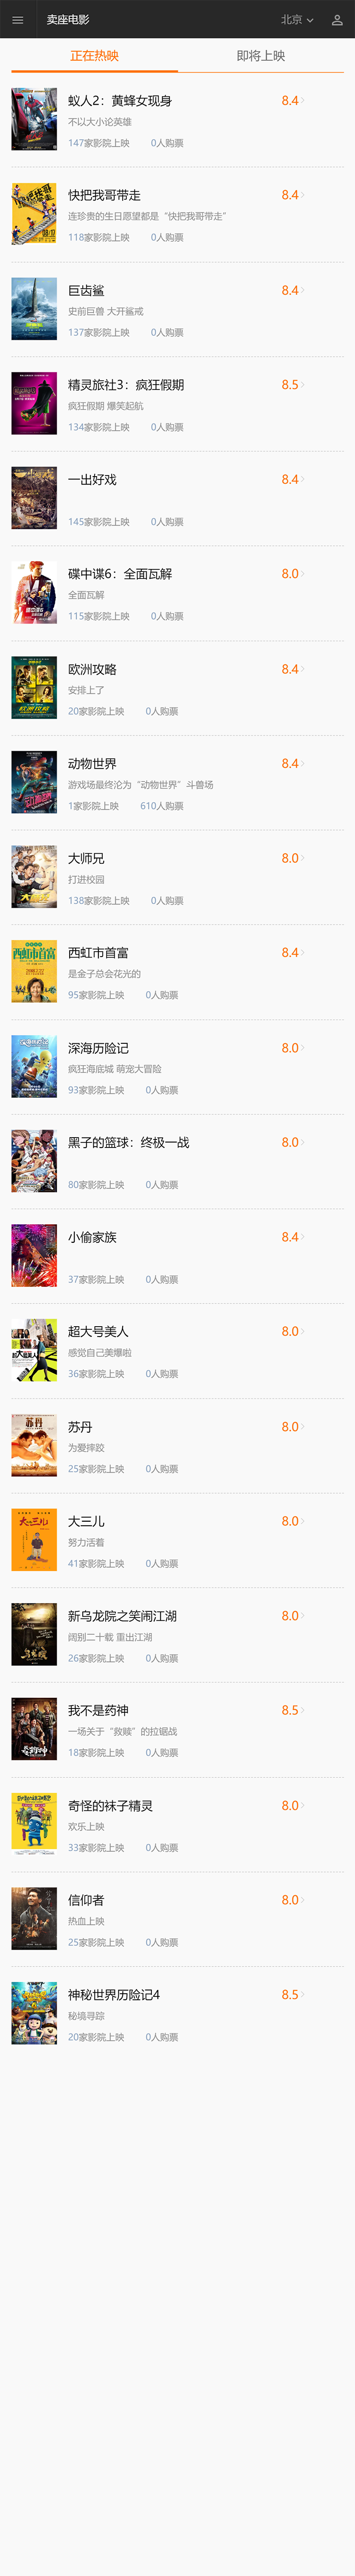 卖座电影
北京
正在热映
即将上映
蚁人2：黄蜂女现身
8.4
不以大小论英雄
147家影院上映 0人购票
快把我哥带走
8.4
连珍贵的生日愿望都是“快把我哥带走”
118家影院上映 0人购票
巨齿鲨
8.4
史前巨兽 大开鲨戒
137家影院上映 0人购票
精灵旅社3：疯狂假期
8.5
疯狂假期 爆笑起航
134家影院上映 0人购票
一出好戏
8.4
145家影院上映 0人购票
碟中谍6：全面瓦解
8.0
全面瓦解
115家影院上映 0人购票
欧洲攻略
8.4
安排上了
20家影院上映 0人购票
动物世界
8.4
游戏场最终沦为“动物世界”斗兽场
1家影院上映 610人购票
大师兄
8.0
打进校园
138家影院上映 0人购票
西虹市首富
西虹市首富
8.4
是金子总会花光的
95家影院上映 0人购票
深海历险记
8.0
疯狂海底城 萌宠大冒险
93家影院上映 0人购票
黑子的篮球：终极一战
8.0
80家影院上映 0人购票
小偷家族
8.4
37家影院上映 0人购票
超大号美人
8.0
感觉自己美爆啦
36家影院上映 0人购票
苏丹
苏丹
8.0
为爱摔跤
25家影院上映 0人购票
大三儿
大三儿
8.0
努力活着
41家影院上映 0人购票
新乌龙院之笑闹江湖
8.0
阔别二十载 重出江湖
26家影院上映 0人购票
我不是药神
8.5
一场关于“救赎”的拉锯战
18家影院上映 0人购票
奇怪的袜子精灵
8.0
欢乐上映
33家影院上映 0人购票
信仰者
8.0
热血上映
25家影院上映 0人购票
神秘世界历险记4
8.5
秘境寻踪
20家影院上映 0人购票